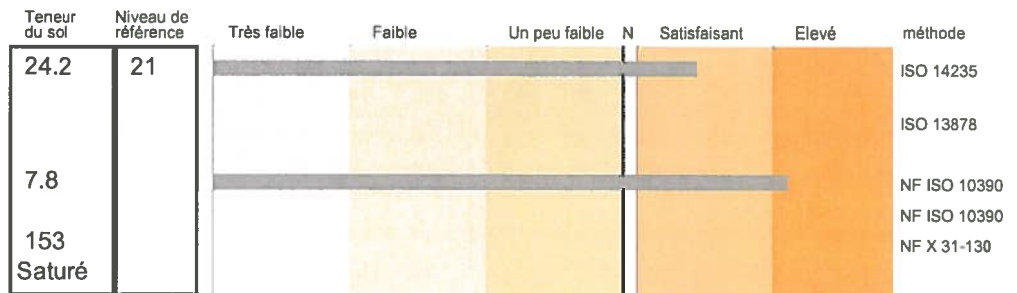 Teneur du sol
Niveau de référence
Très faible Faible Un peu faible N Satisfaisant Elevé méthode
24.2 21 ISO 14235
ISO 13878
7.8 NF ISO 10390
NF ISO 10390
153 NF X 31-130
Saturé